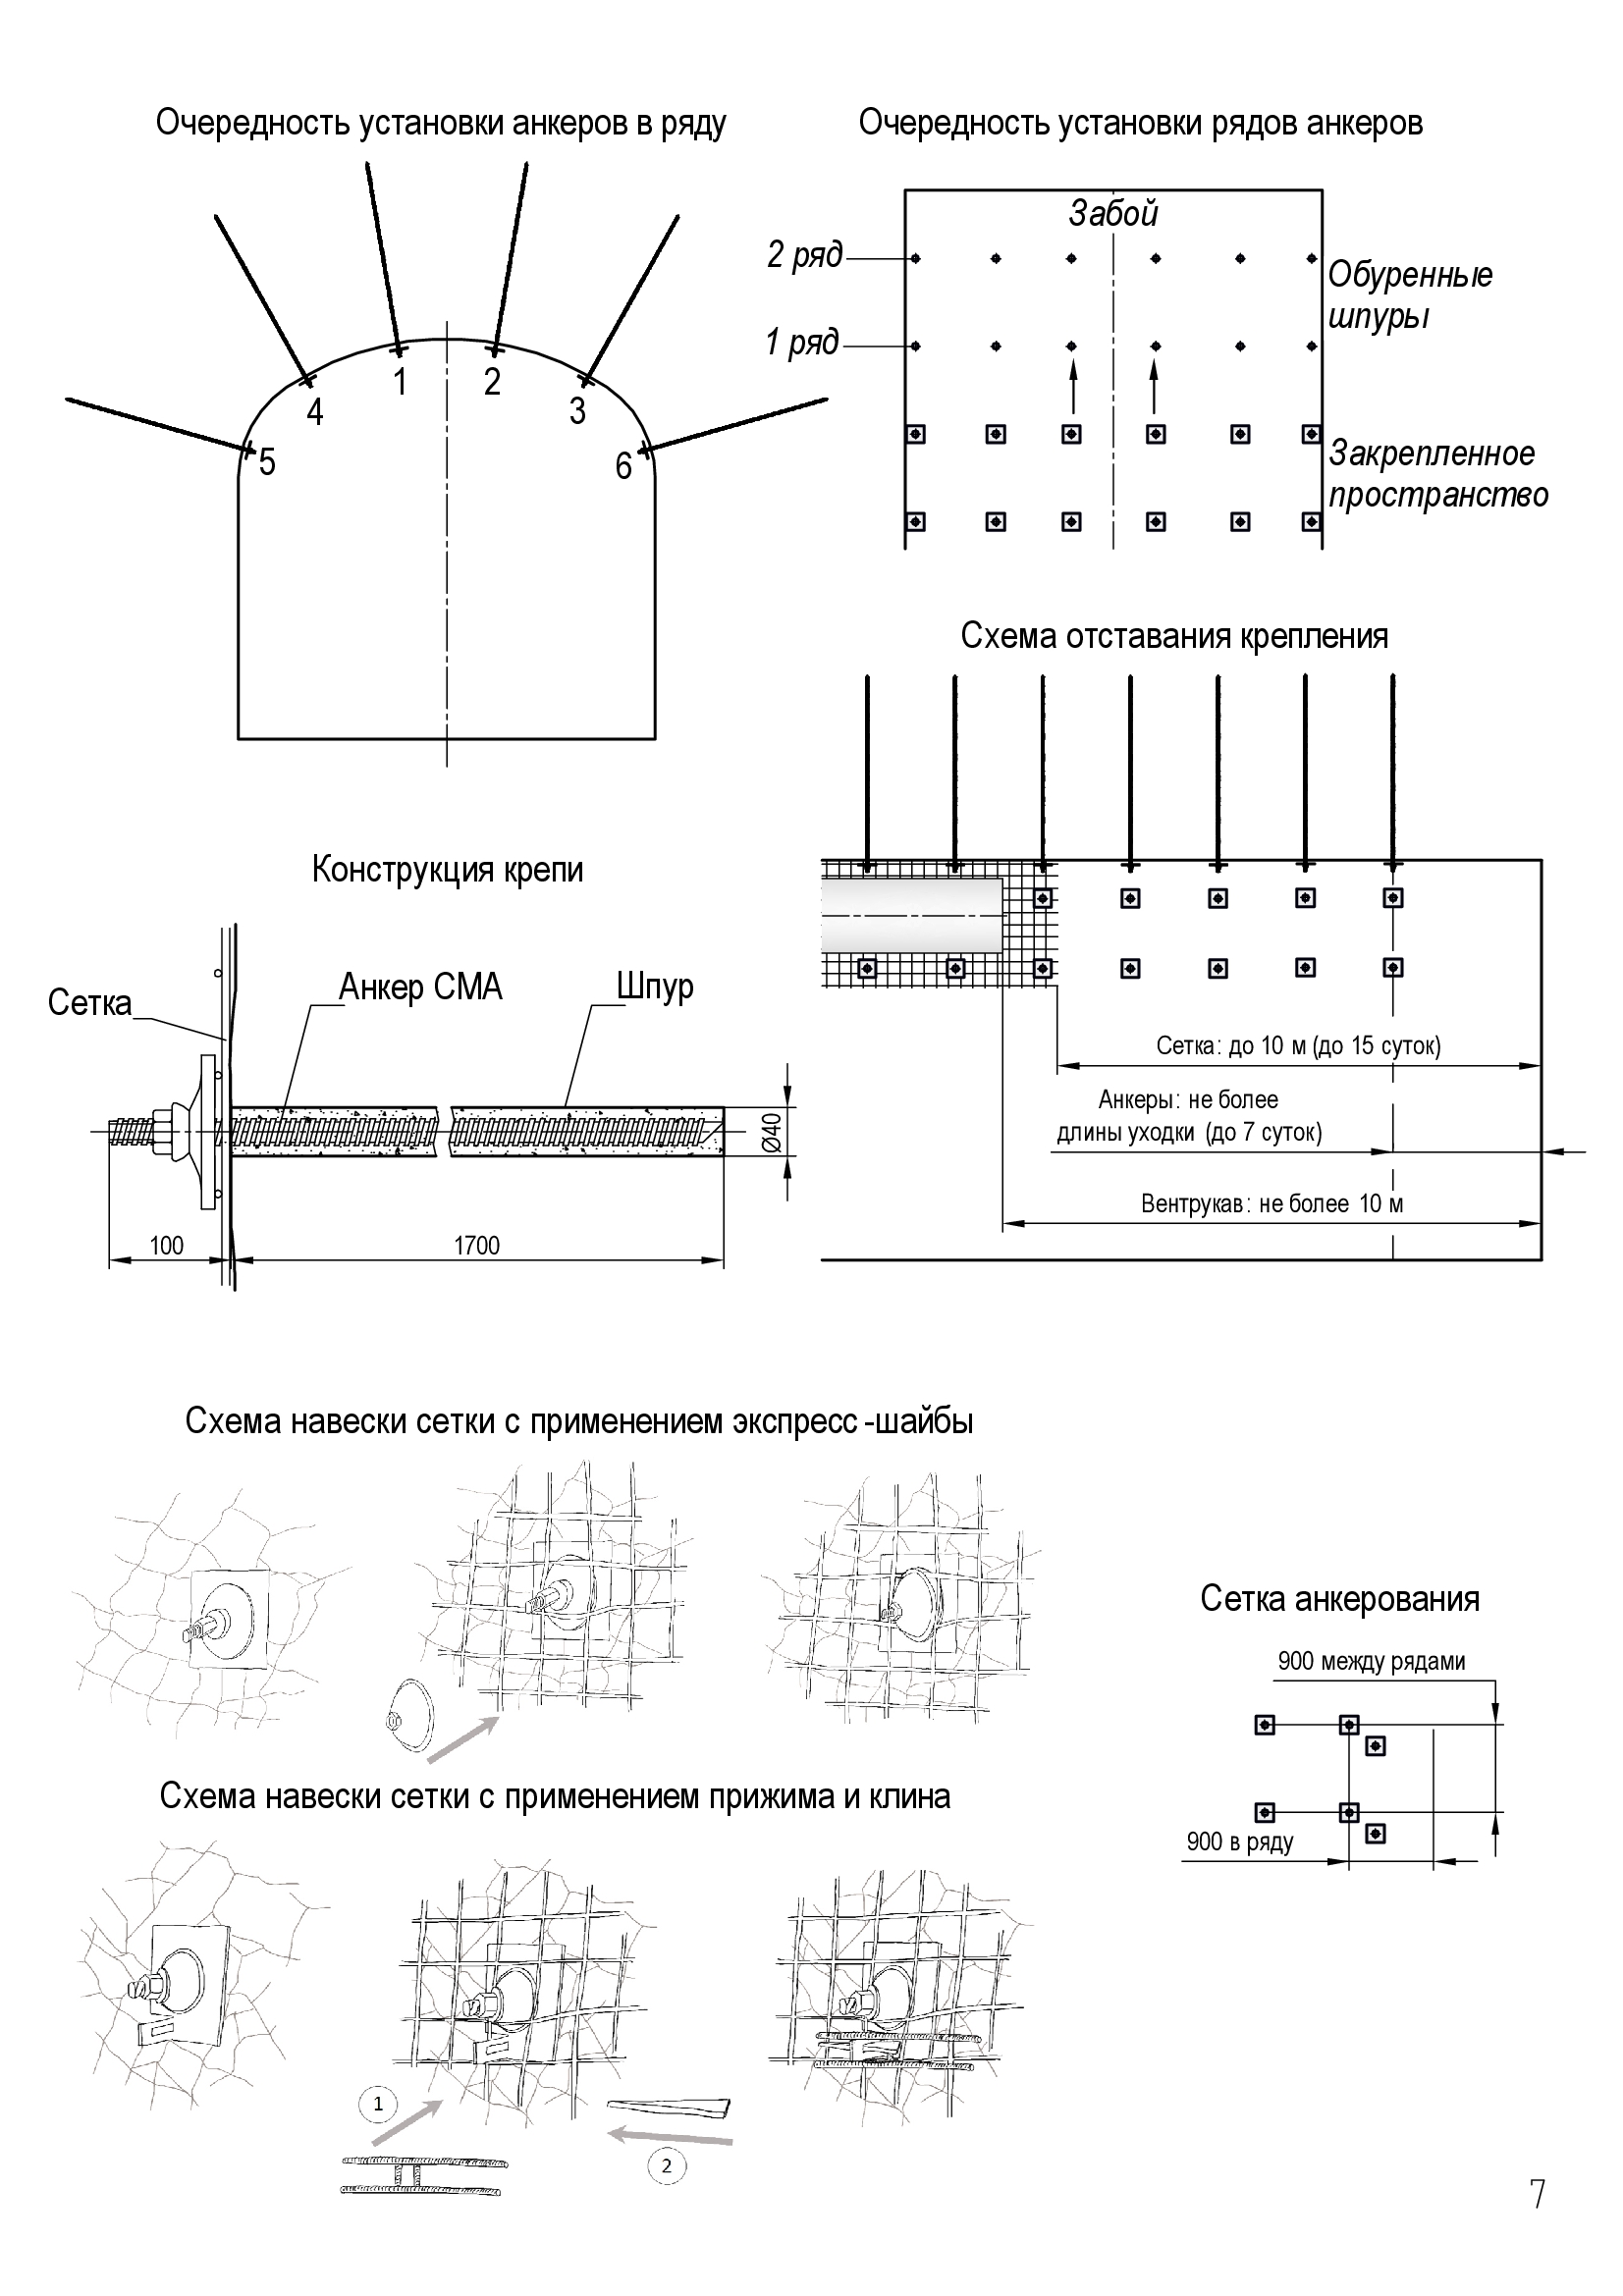 Очередность установки анкеров в ряду
1
2
3
4
5
6
Очередность установки рядов анкеров
Забой
2 ряд
1 ряд
Обуренные
шпуры
Закрепленное
пространство
Схема отставания крепления
Сетка: до 10 м (до 15 суток)
Анкеры: не более
длины уходки (до 7 суток)
Вентрукав: не более 10 м
Конструкция крепи
Сетка
Анкер СМА
Шпур
Ø40
100
1700
Схема навески сетки с применением экспресс-шайбы
Схема навески сетки с применением прижима и клина
1
2
Сетка анкерования
900 между рядами
900 в ряду
7